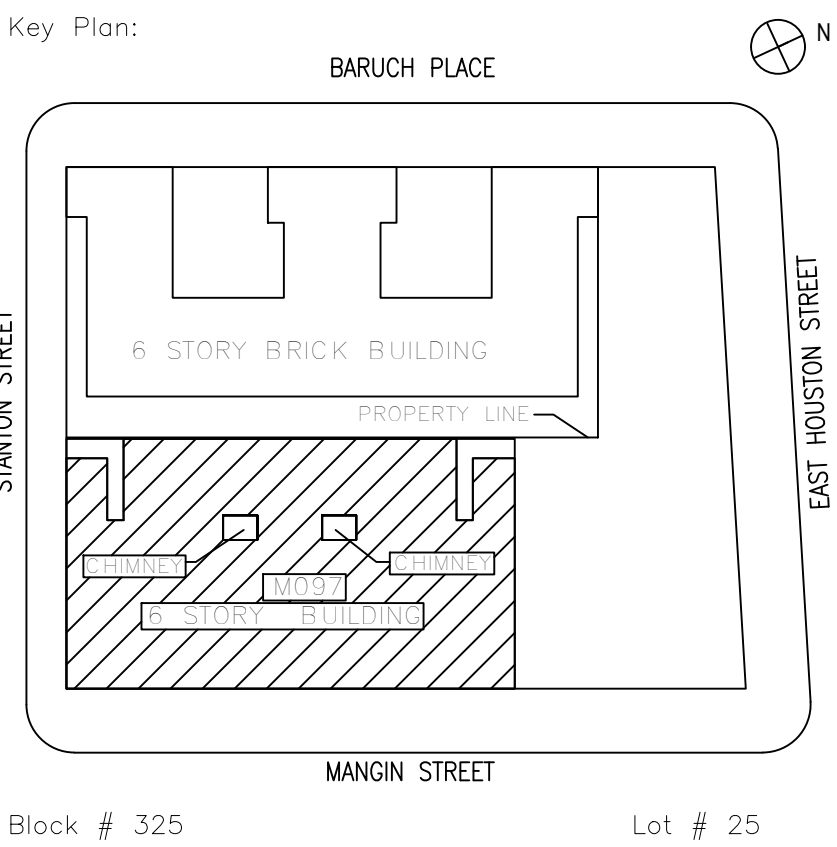 Key Plan:
N
BARUCH PLACE
STANTON STREET
EAST HOUSTON STREET
6 STORY BRICK BUILDING
PROPERTY LINE
CHIMNEY
CHIMNEY
M097
6 STORY BUILDING
MANGIN STREET
Block # 325
Lot # 25